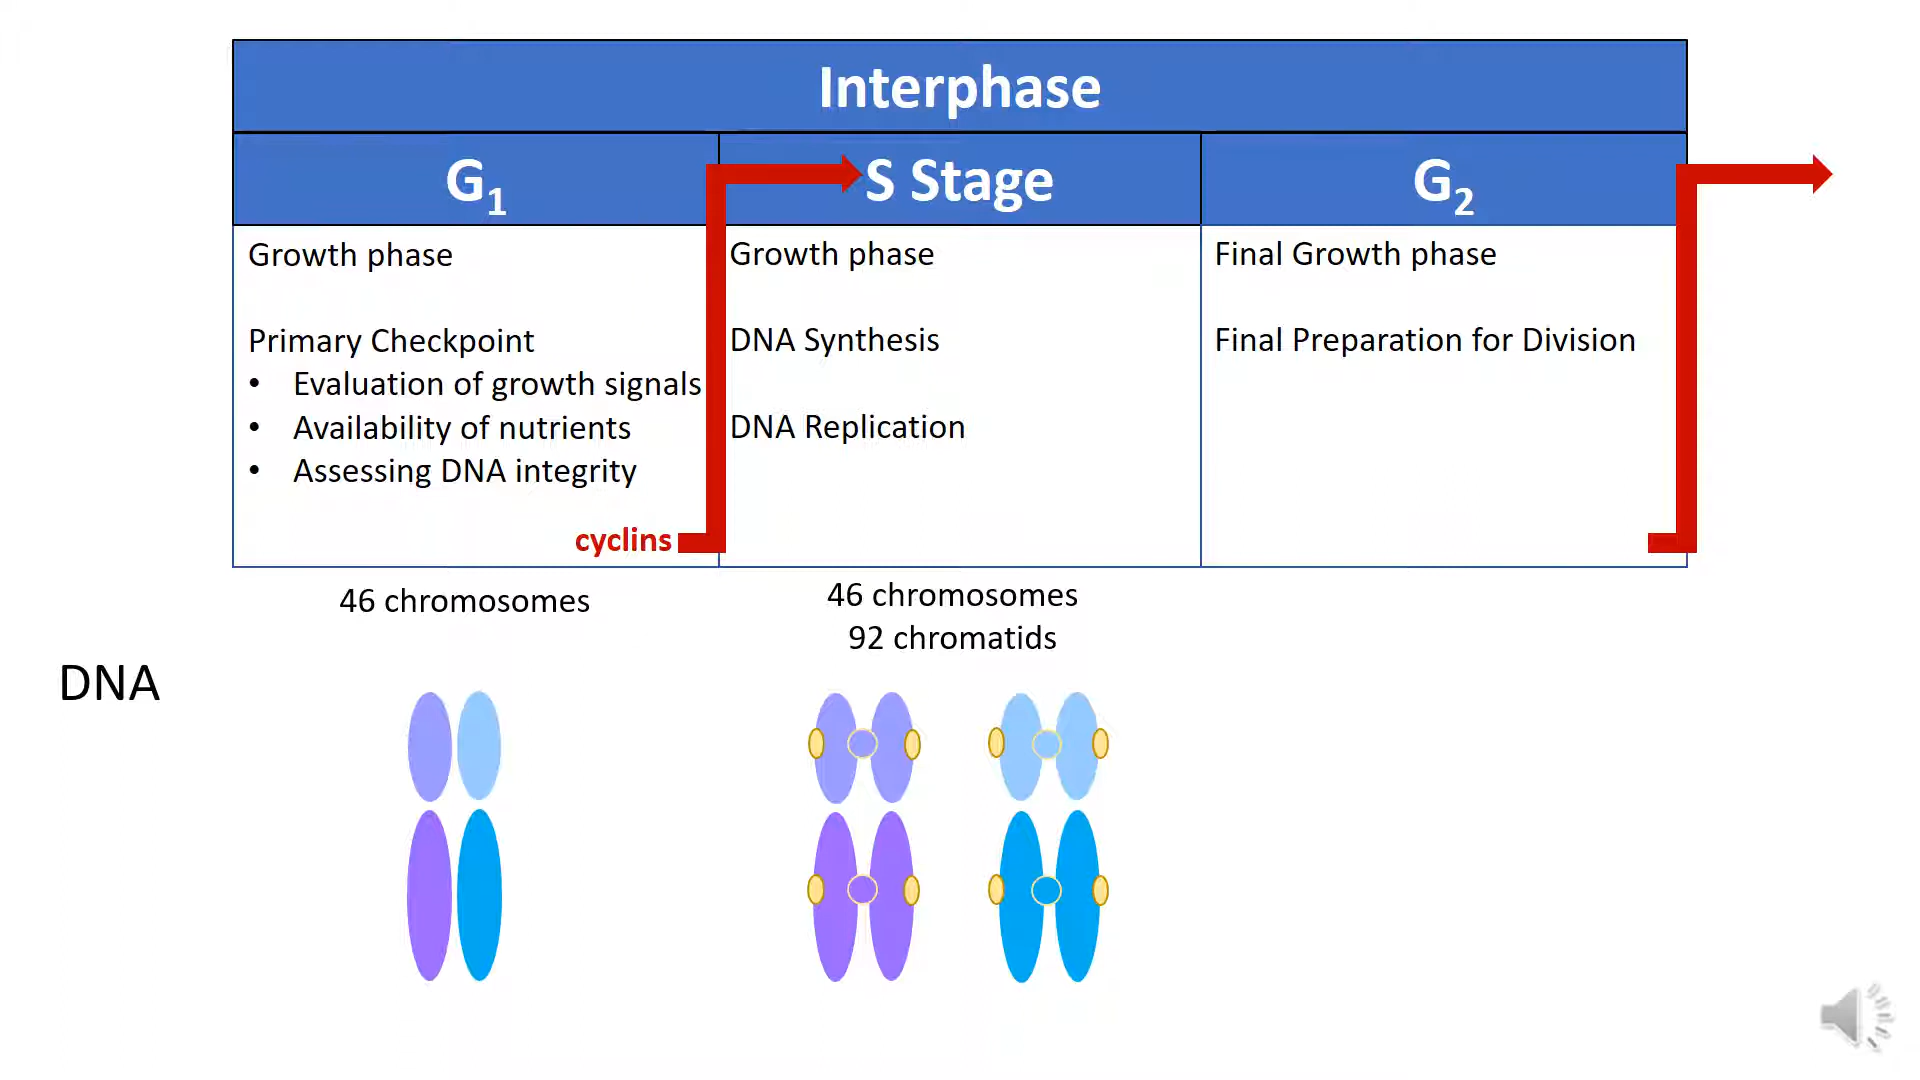 Interphase
G₁
S Stage
G₂
Growth phase
Primary Checkpoint
• Evaluation of growth signals
• Availability of nutrients
• Assessing DNA integrity
cyclins
Growth phase
DNA Synthesis
DNA Replication
Final Growth phase
Final Preparation for Division
46 chromosomes
46 chromosomes
92 chromatids
DNA